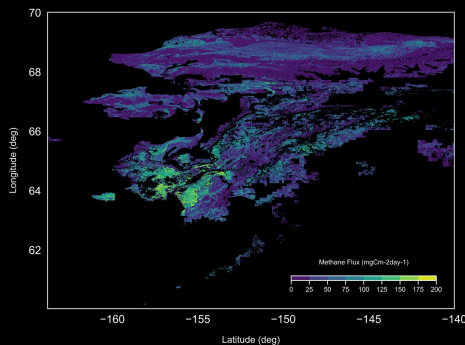 70
68
66
64
62
Longitude (deg)
Methane Flux (mgCm-2day-1)
0 25 50 75 100 125 150 175 200
−160 −155 −150 −145 −140
Latitude (deg)